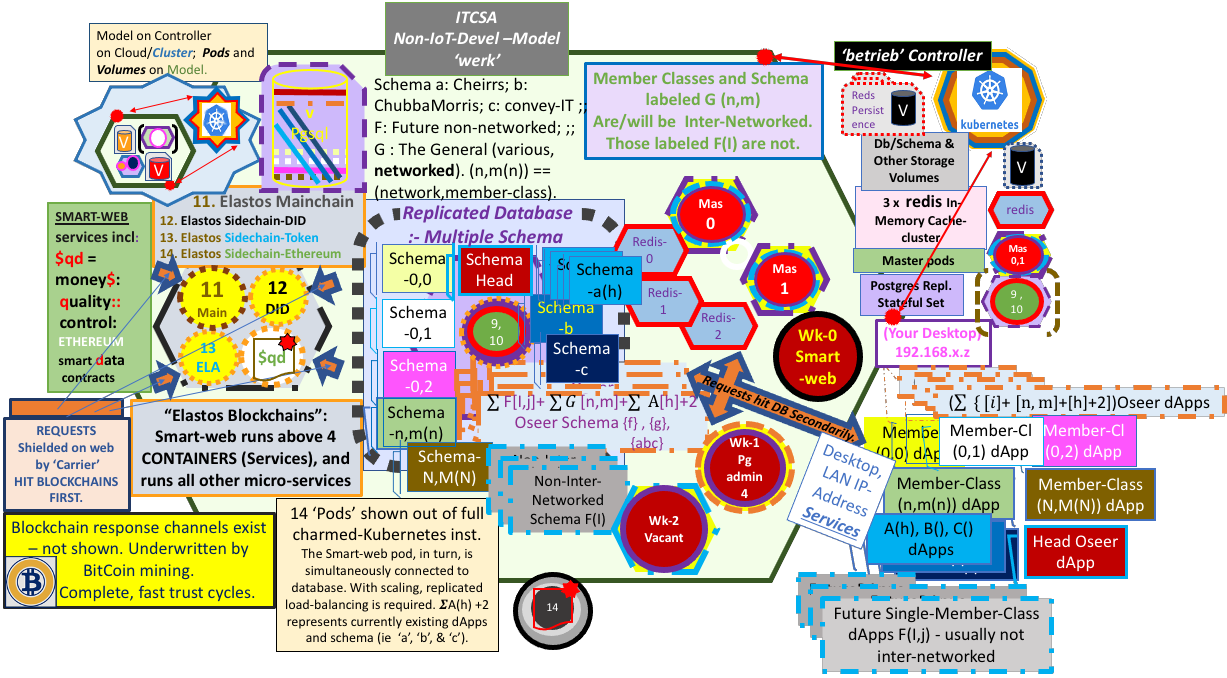 ITCSA
Non-IoT-Devel –Model
‘werk’
Model on Controller
on Cloud/Cluster; Pods and
Volumes on Model.
V
V
V
Pgsql
Schema a: Cheirrs; b:
ChubbaMorris; c: convey-IT ;;
F: Future non-networked; ;;
G : The General (various,
networked). (n,m(n)) ==
(network,member-class).
Member Classes and Schema
labeled G (n,m)
Are/will be Inter-Networked.
Those labeled F(I) are not.
‘betrieb’ Controller
Reds
Persist
ence
V
kubernetes
Db/Schema &
Other Storage
Volumes
V
3 x redis In-
Memory Cache-
cluster
redis
Master pods
Mas
0,1
Postgres Repl.
Stateful Set
9 ,
10
(Your Desktop)
192.168.x.z
11. Elastos Mainchain
12. Elastos Sidechain-DID
13. Elastos Sidechain-Token
14. Elastos Sidechain-Ethereum
SMART-WEB
services incl:
$qd =
money$:
quality::
control:
ETHEREUM
smart data
contracts
11
Main
12
DID
13
ELA
$qd
Replicated Database
:- Multiple Schema
Schema
-0,0
Schema
Head
Sc
-a(h)
Schema
-0,1
9,
10
Schema
-b
Schema
-c
Schema
-0,2
Schema
-n,m(n)
Schema-
N,M(N)
∑ F[I,j]+ ∑ G [n,m]+∑ A[h]+2
Oseer Schema {f} , {g},
{abc}
Non-Inter-
Networked
Schema F(I)
Mas
0
Redis-
0
Mas
1
Redis-
1
Redis-
2
Wk-0
Smart
-web
Requests hit DB Secondarily.
Wk-1
Pg
admin
4
Wk-2
Vacant
Desktop,
LAN IP-
Address
Services
(∑ { [i]+ [n, m]+[h]+2])Oseer dApps
Membe
(0,0) dAp
Member-Cl
(0,1) dApp
Member-Cl
(0,2) dApp
Member-Class
(n,m(n)) dApp
Member-Class
(N,M(N)) dApp
A(h), B(), C()
dApps
Head Oseer
dApp
Future Single-Member-Class
dApps F(I,j) - usually not
inter-networked
REQUESTS
Shielded on web
by ‘Carrier’
HIT BLOCKCHAINS
FIRST.
“Elastos Blockchains”:
Smart-web runs above 4
CONTAINERS (Services), and
runs all other micro-services
Blockchain response channels exist
– not shown. Underwritten by
BitCoin mining.
Complete, fast trust cycles.
14 ‘Pods’ shown out of full
charmed-Kubernetes inst.
The Smart-web pod, in turn, is
simultaneously connected to
database. With scaling, replicated
load-balancing is required. ΣA(h) +2
represents currently existing dApps
and schema (ie ‘a’, ‘b’, & ‘c’).
14